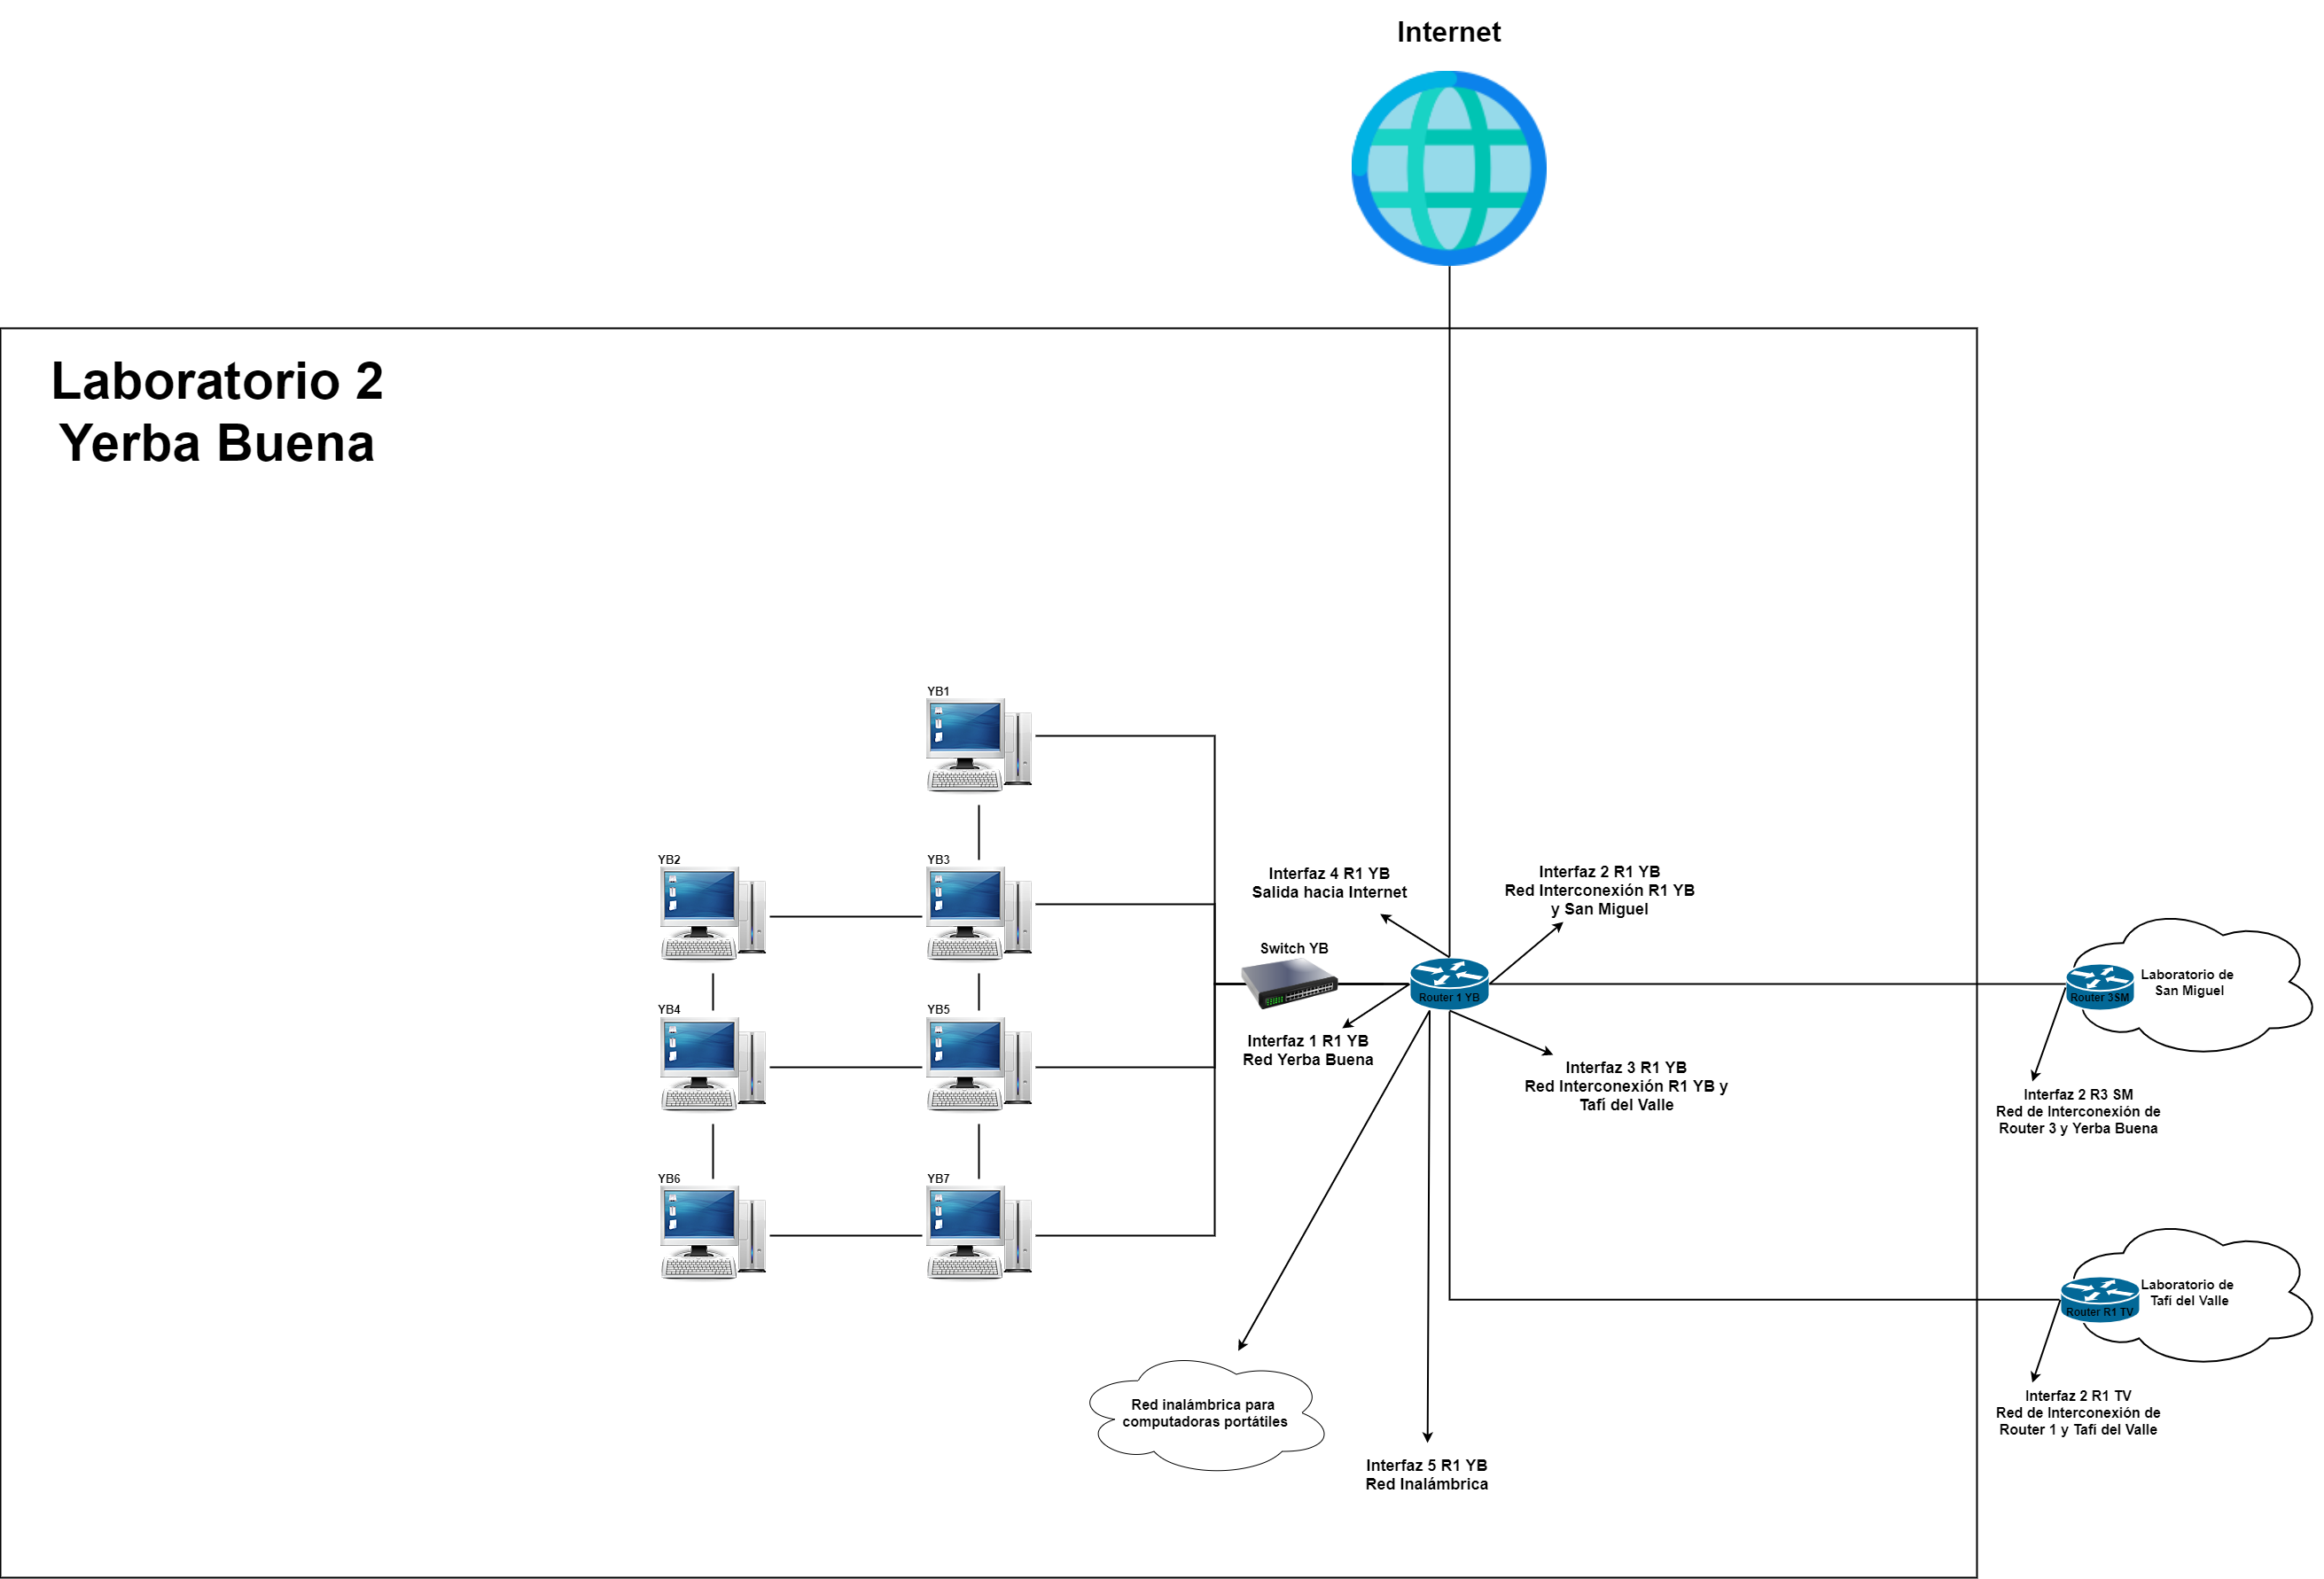 Internet
Laboratorio 2
Yerba Buena
YB1
YB2
YB3
Interfaz 4 R1 YB
Salida hacia Internet
Interfaz 2 R1 YB
Red Interconexión R1 YB
y San Miguel
Switch YB
Router 1 YB
Laboratorio de
San Miguel
Router 3SM
YB4
YB5
Interfaz 1 R1 YB
Red Yerba Buena
Interfaz 3 R1 YB
Red Interconexión R1 YB y
Tafí del Valle
Interfaz 2 R3 SM
Red de Interconexión de
Router 3 y Yerba Buena
YB6
YB7
Laboratorio de
Tafí del Valle
Router R1 TV
Red inalámbrica para
computadoras portátiles
Interfaz 2 R1 TV
Red de Interconexión de
Router 1 y Tafí del Valle
Interfaz 5 R1 YB
Red Inalámbrica